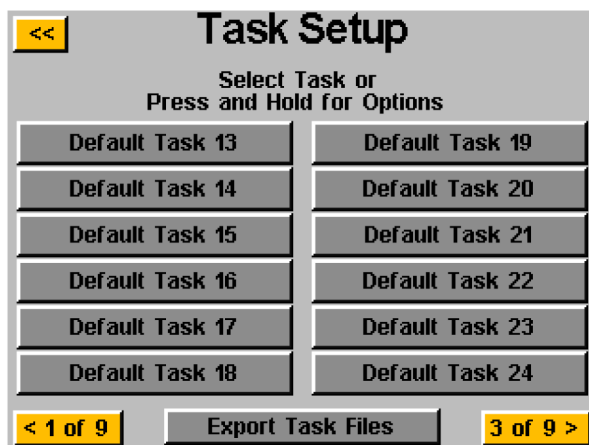 <<
Task Setup
Select Task or
Press and Hold for Options
Default Task 13
Default Task 14
Default Task 15
Default Task 16
Default Task 17
Default Task 18
Default Task 19
Default Task 20
Default Task 21
Default Task 22
Default Task 23
Default Task 24
< 1 of 9
Export Task Files
3 of 9 >